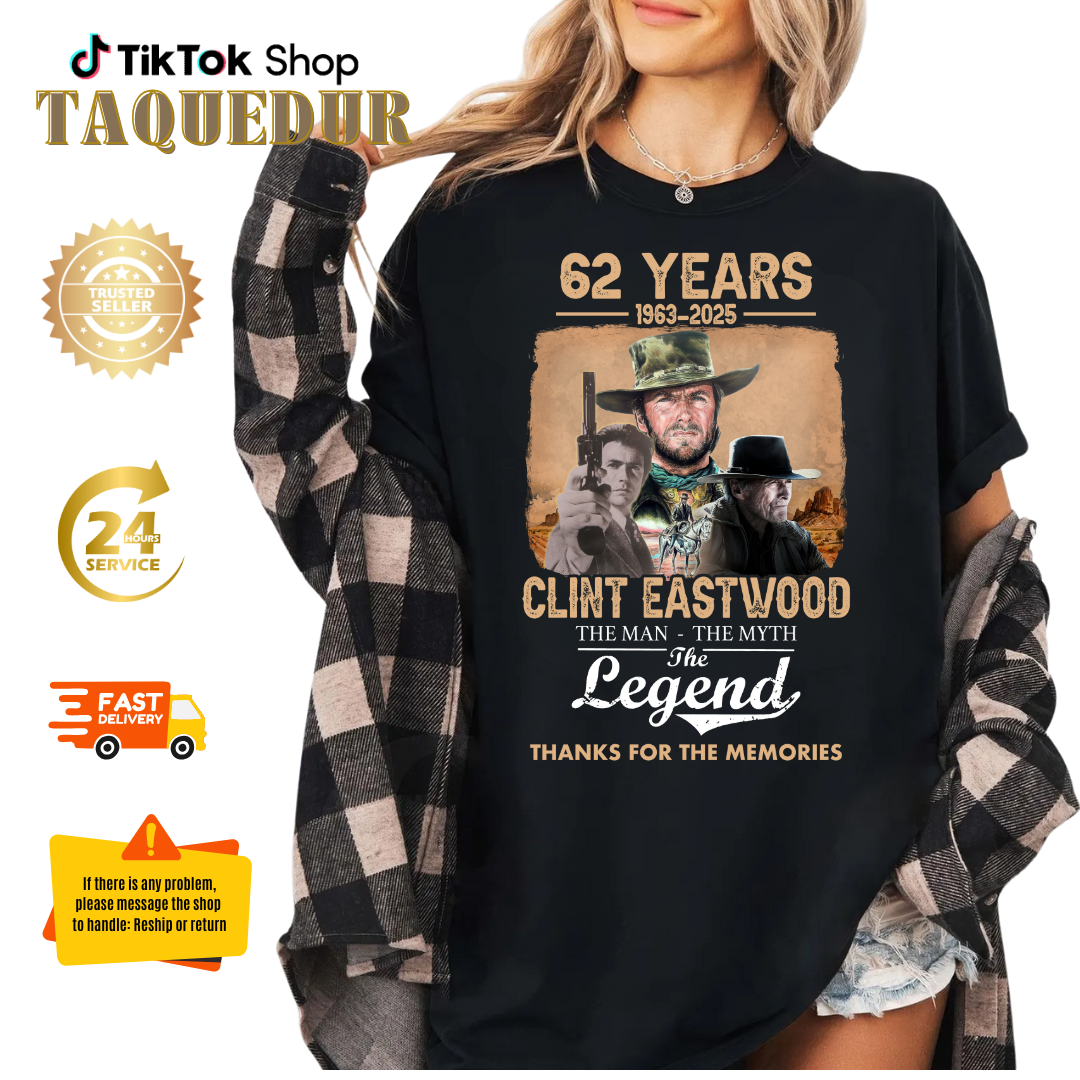 TikTok Shop
TAQUEDUR
TRUSTED
SELLER
24
HOURS
SERVICE
FAST
DELIVERY
If there is any problem,
please message the shop
to handle: Reship or return
62 YEARS
1963-2025
CLINT EASTWOOD
THE MAN - THE MYTH
The
Legend
THANKS FOR THE MEMORIES